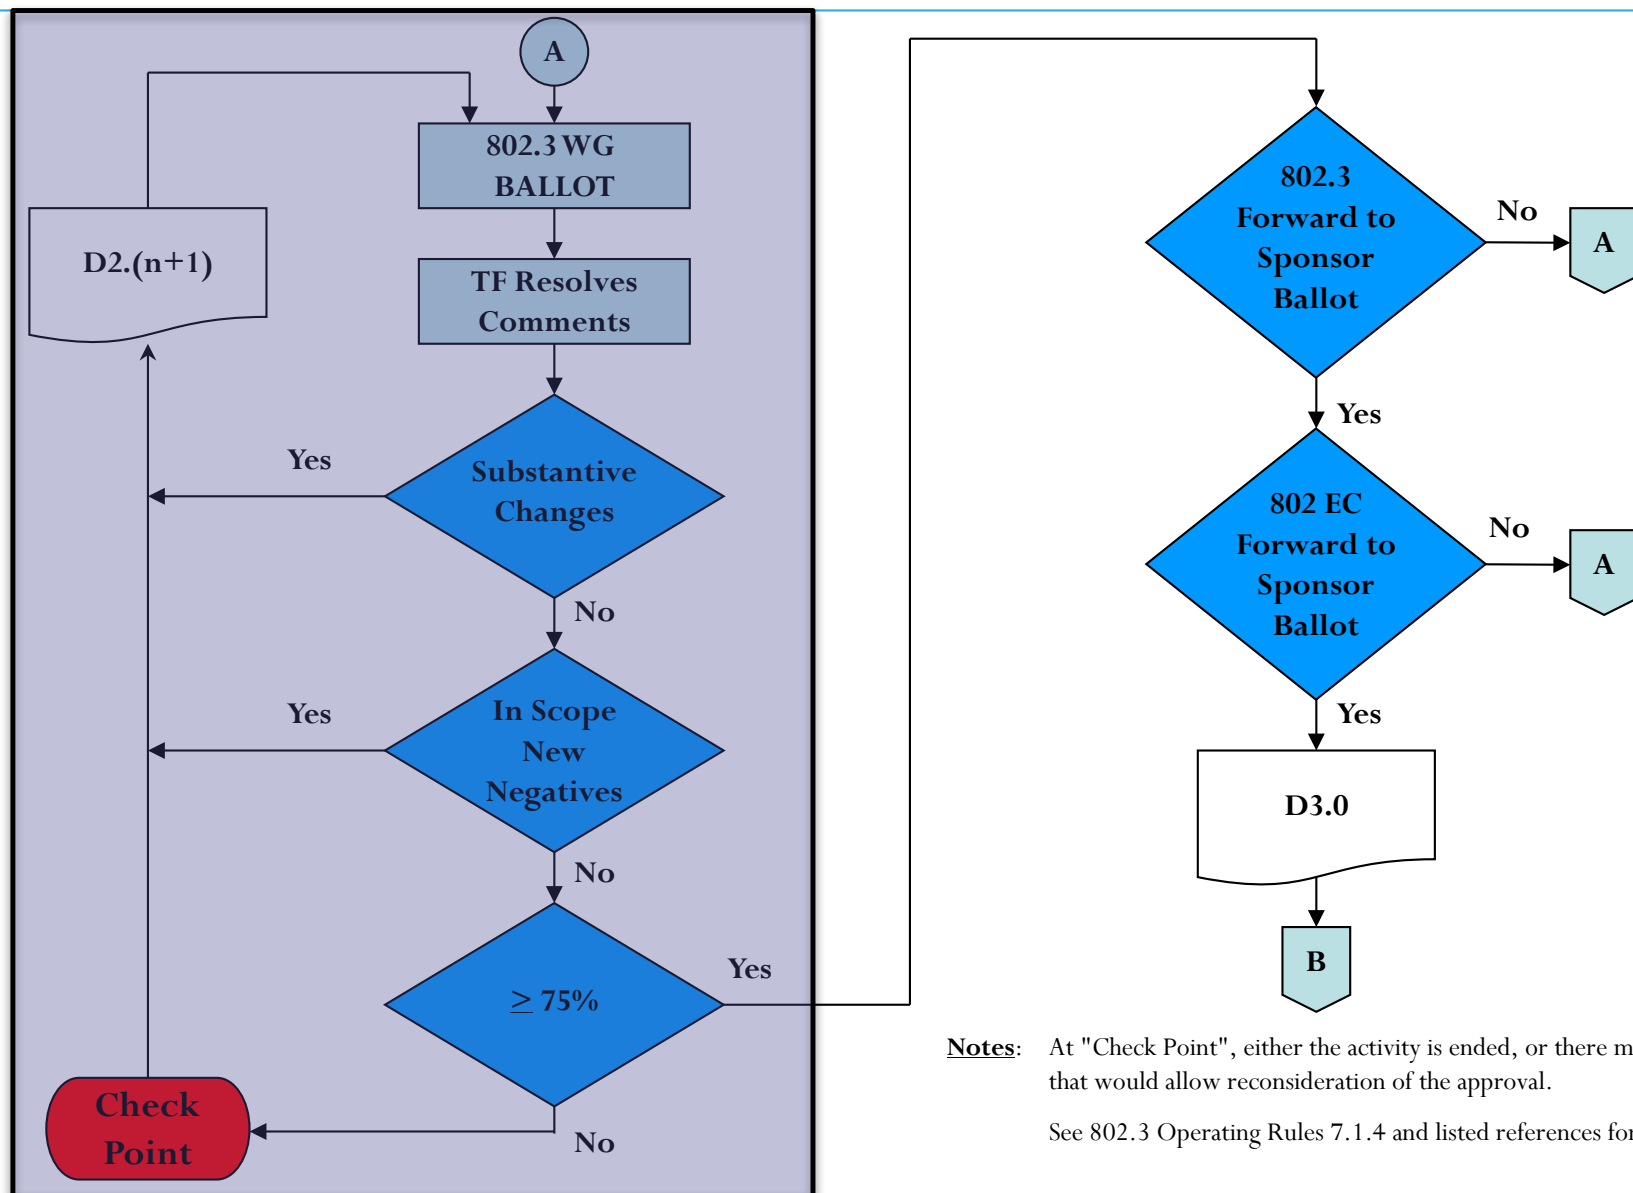 A
802.3 WG
BALLOT
D2.(n+1)
TF Resolves
Comments
Yes
Substantive
Changes
No
Yes
In Scope
New
Negatives
No
≥ 75%
Yes
Check
Point
No
802.3
Forward to
Sponsor
Ballot
No
A
Yes
802 EC
Forward to
Sponsor
Ballot
No
A
Yes
D3.0
B
Notes: At "Check Point", either the activity is ended, or there
that would allow reconsideration of the approval.
See 802.3 Operating Rules 7.1.4 and listed references for